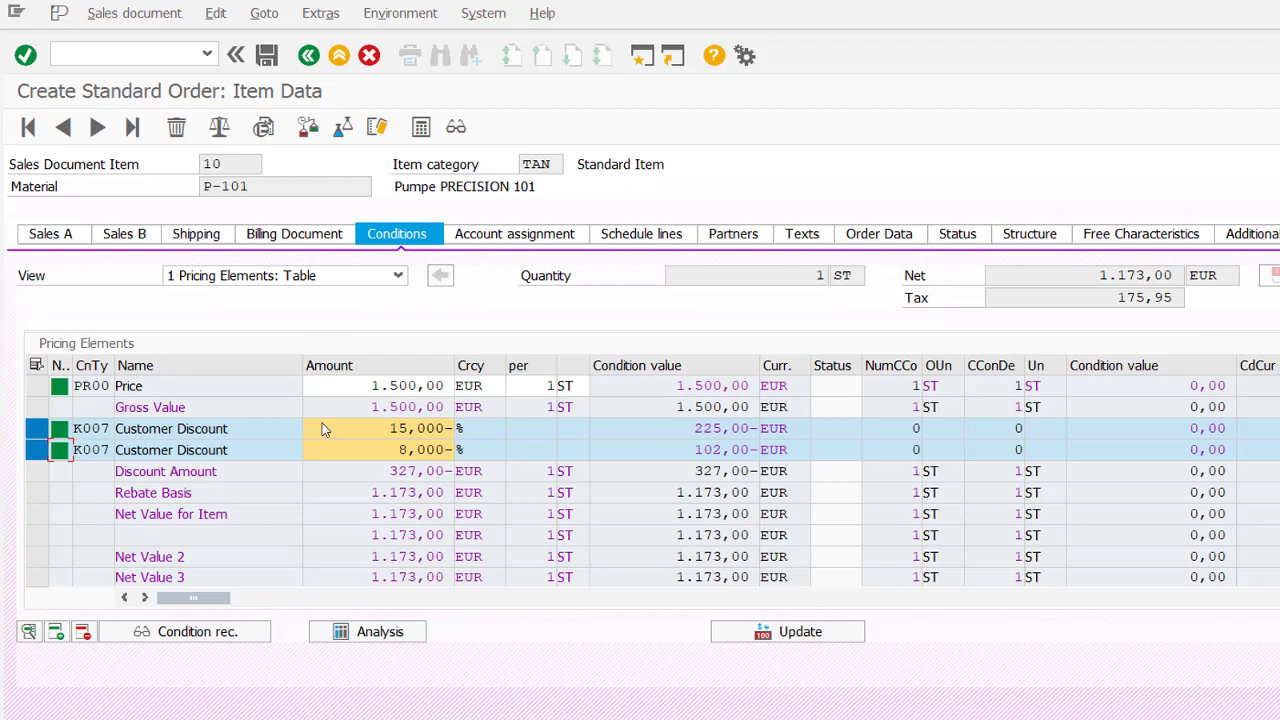 Sales document Edit Goto Extras Environment System Help
Create Standard Order: Item Data
Sales Document Item 10 Item category TAN Standard Item
Material P-101 Pumpe PRECISION 101
Sales A Sales B Shipping Billing Document Conditions Account assignment Schedule lines Partners Texts Order Data Status Structure Free Characteristics Additiona
View 1 Pricing Elements: Table Quantity 1 ST Net 1.173,00 EUR
Tax 175,95
Pricing Elements
N.. CnTy Name Amount Crcy per Condition value Curr. Status NumCCo OUn CConDe Un Condition value CdCur
PR00 Price 1.500,00 EUR 1 ST 1.500,00 EUR 1 ST 1 ST 0,00
Gross Value 1.500,00 EUR 1 ST 1.500,00 EUR 1 ST 1 ST 0,00
K007 Customer Discount 15,000- % 225,00- EUR 0 0 0,00
K007 Customer Discount 8,000- % 102,00- EUR 0 0 0,00
Discount Amount 327,00- EUR 1 ST 327,00- EUR 1 ST 1 ST 0,00
Rebate Basis 1.173,00 EUR 1 ST 1.173,00 EUR 1 ST 1 ST 0,00
Net Value for Item 1.173,00 EUR 1 ST 1.173,00 EUR 1 ST 1 ST 0,00
1.173,00 EUR 1 ST 1.173,00 EUR 1 ST 1 ST 0,00
Net Value 2 1.173,00 EUR 1 ST 1.173,00 EUR 1 ST 1 ST 0,00
Net Value 3 1.173,00 EUR 1 ST 1.173,00 EUR 1 ST 1 ST 0,00
Condition rec. Analysis 100 Update